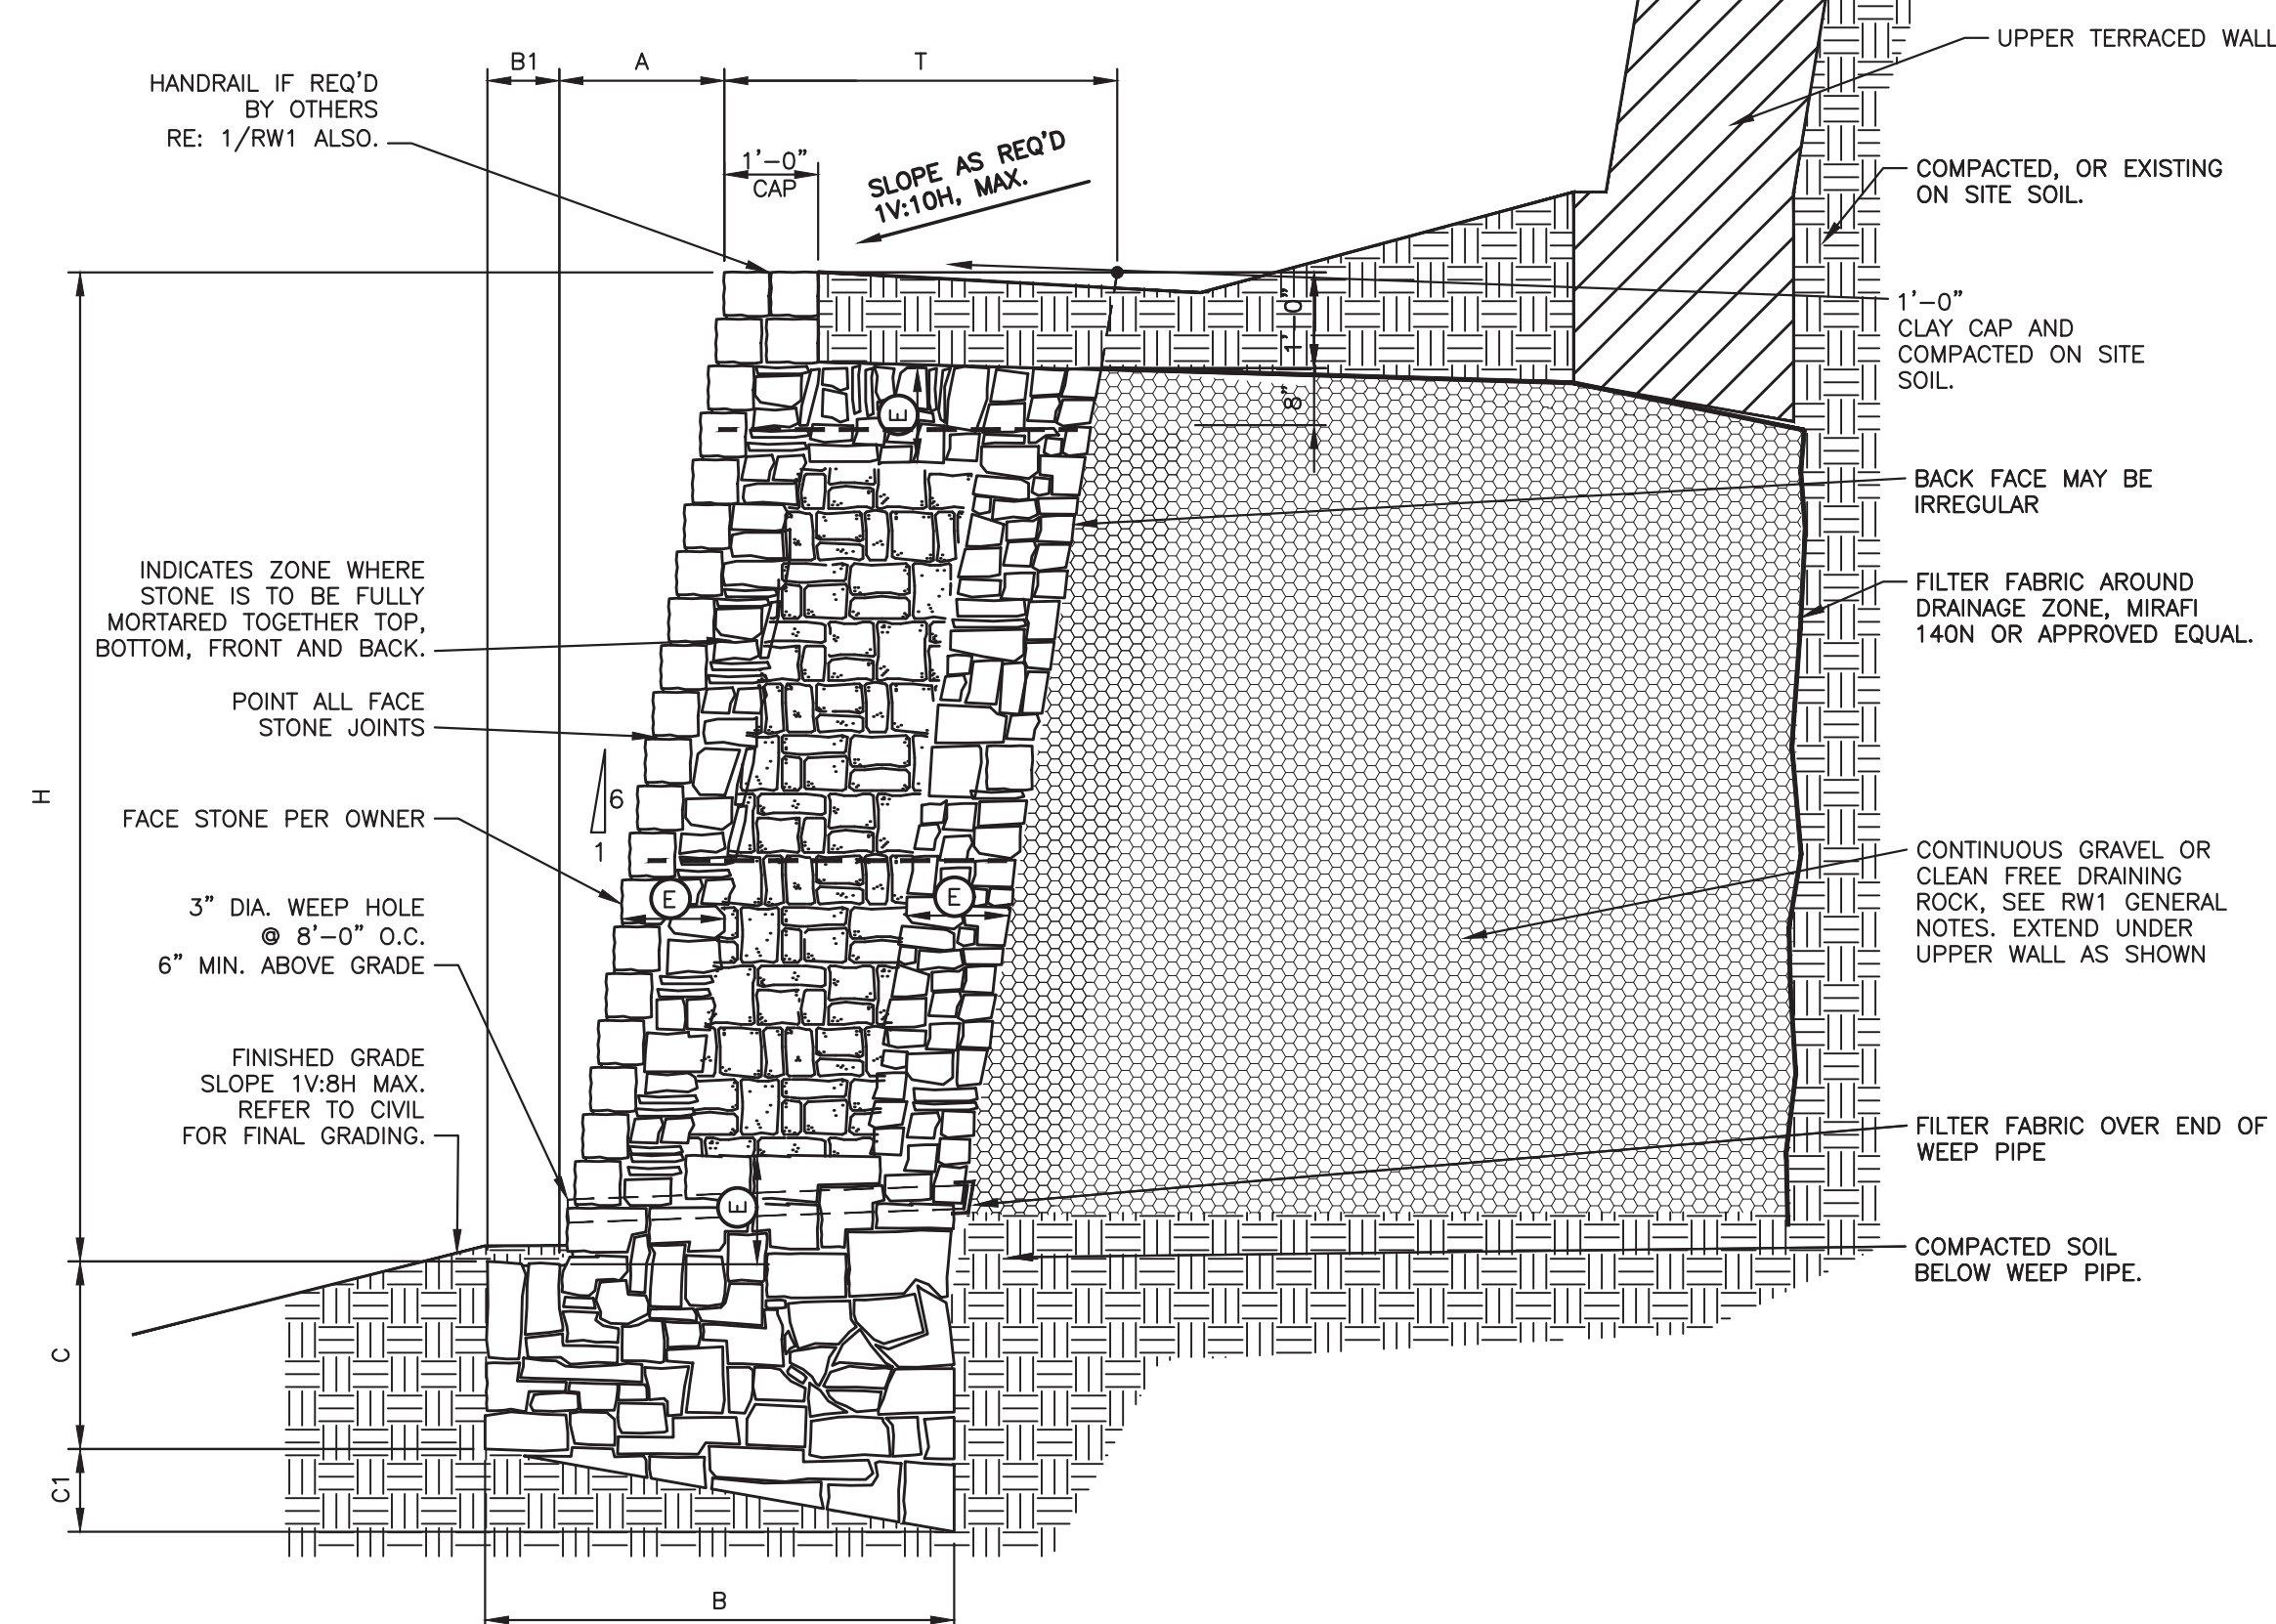 B1
A
T
UPPER TERRACED WALL
HANDRAIL IF REQ'D
BY OTHERS
RE: 1/RW1 ALSO.
1'-0"
CAP
SLOPE AS REQ'D
1V:10H, MAX.
COMPACTED, OR EXISTING
ON SITE SOIL.
1'-0"
8"
1'-0"
CLAY CAP AND
COMPACTED ON SITE
SOIL.
E
BACK FACE MAY BE
IRREGULAR
INDICATES ZONE WHERE
STONE IS TO BE FULLY
MORTARED TOGETHER TOP,
BOTTOM, FRONT AND BACK.
FILTER FABRIC AROUND
DRAINAGE ZONE, MIRAFI
140N OR APPROVED EQUAL.
POINT ALL FACE
STONE JOINTS
H
6
1
FACE STONE PER OWNER
E
E
CONTINUOUS GRAVEL OR
CLEAN FREE DRAINING
ROCK, SEE RW1 GENERAL
NOTES. EXTEND UNDER
UPPER WALL AS SHOWN
3" DIA. WEEP HOLE
@ 8'-0" O.C.
6" MIN. ABOVE GRADE
FINISHED GRADE
SLOPE 1V:8H MAX.
REFER TO CIVIL
FOR FINAL GRADING.
FILTER FABRIC OVER END OF
WEEP PIPE
E
COMPACTED SOIL
BELOW WEEP PIPE.
C
C1
B